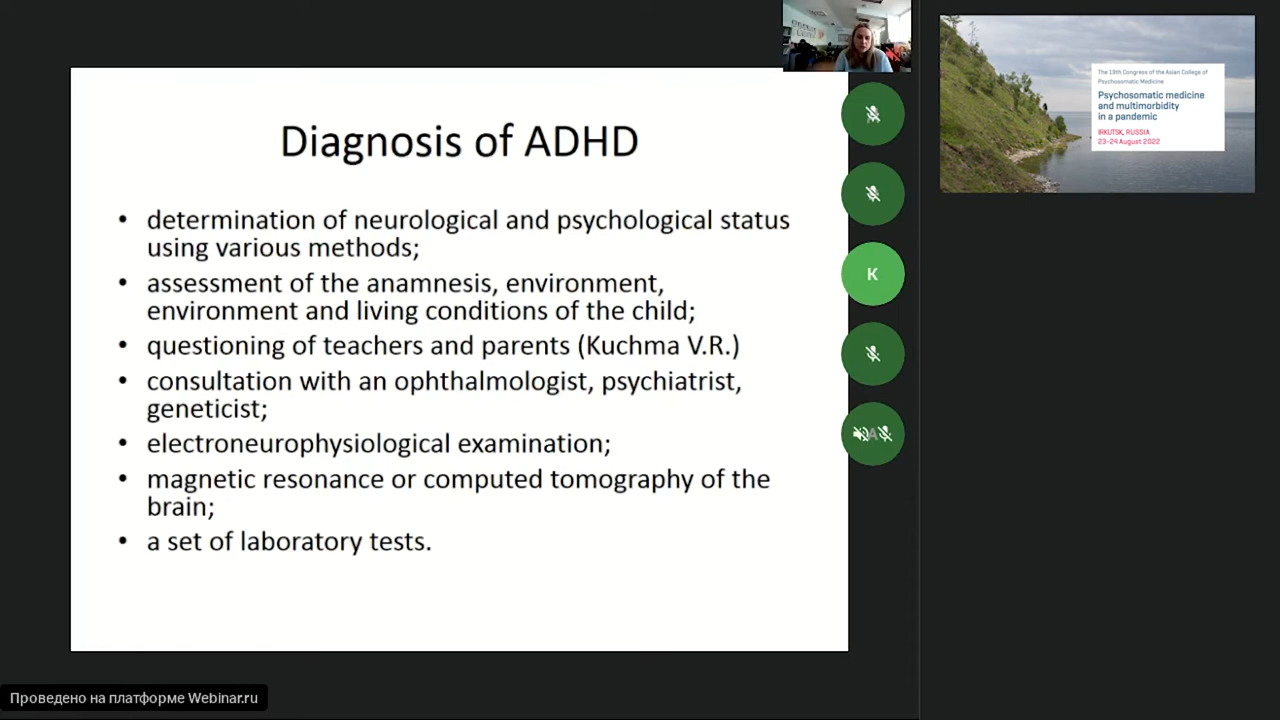 Diagnosis of ADHD
• determination of neurological and psychological status
using various methods;
• assessment of the anamnesis, environment,
environment and living conditions of the child;
• questioning of teachers and parents (Kuchma V.R.)
• consultation with an ophthalmologist, psychiatrist,
geneticist;
• electroneurophysiological examination;
• magnetic resonance or computed tomography of the
brain;
• a set of laboratory tests.
K
A
The 19th Congress of the Asian College of
Psychosomatic Medicine
Psychosomatic medicine
and multimorbidity
in a pandemic
IRKUTSK, RUSSIA
23-24 August 2022
Проведено на платформе Webinar.ru